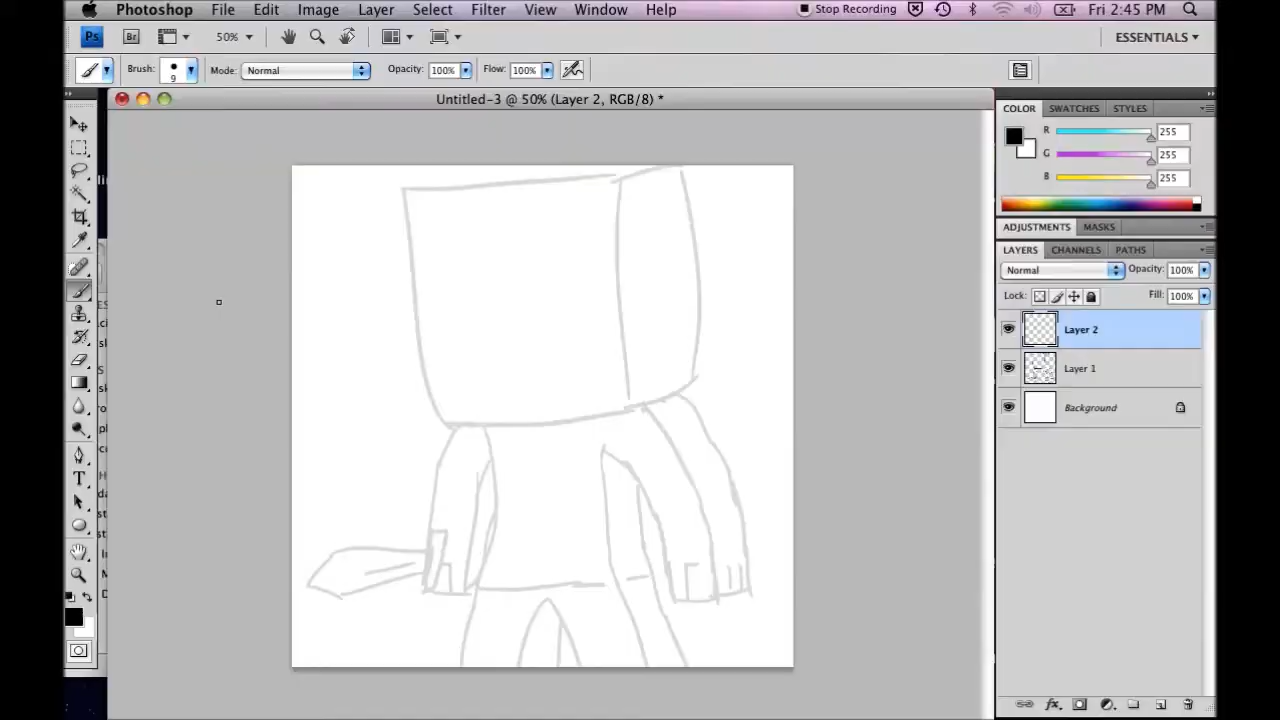 Photoshop File Edit Image Layer Select Filter View Window Help Stop Recording Fri 2:45 PM
Ps Br 50% ESSENTIALS
Brush: 9 Mode: Normal Opacity: 100% Flow: 100%
Untitled-3 @ 50% (Layer 2, RGB/8) *
COLOR SWATCHES STYLES
R 255
G 255
B 255
ADJUSTMENTS MASKS
LAYERS CHANNELS PATHS
Normal Opacity: 100%
Lock: Fill: 100%
Layer 2
Layer 1
Background